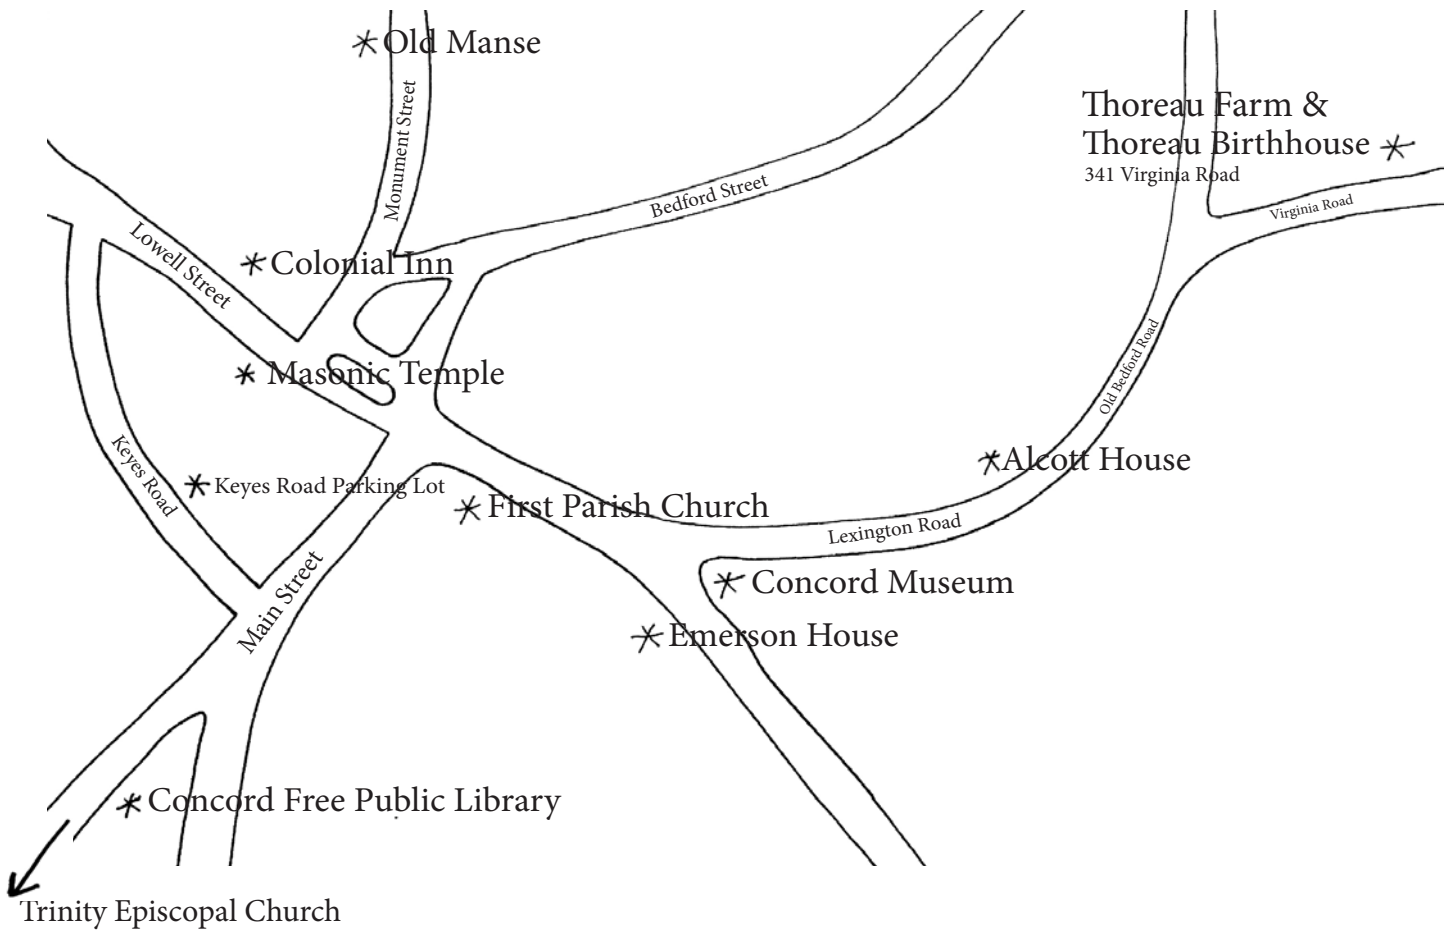 Old Manse
Monument Street
Thoreau Farm &
Thoreau Birthhouse
341 Virginia Road
Bedford Street
Virginia Road
Lowell Street
Colonial Inn
Masonic Temple
Old Bedford Road
Keyes Road
Keyes Road Parking Lot
Alcott House
First Parish Church
Lexington Road
Main Street
Concord Museum
Emerson House
Concord Free Public Library
Trinity Episcopal Church